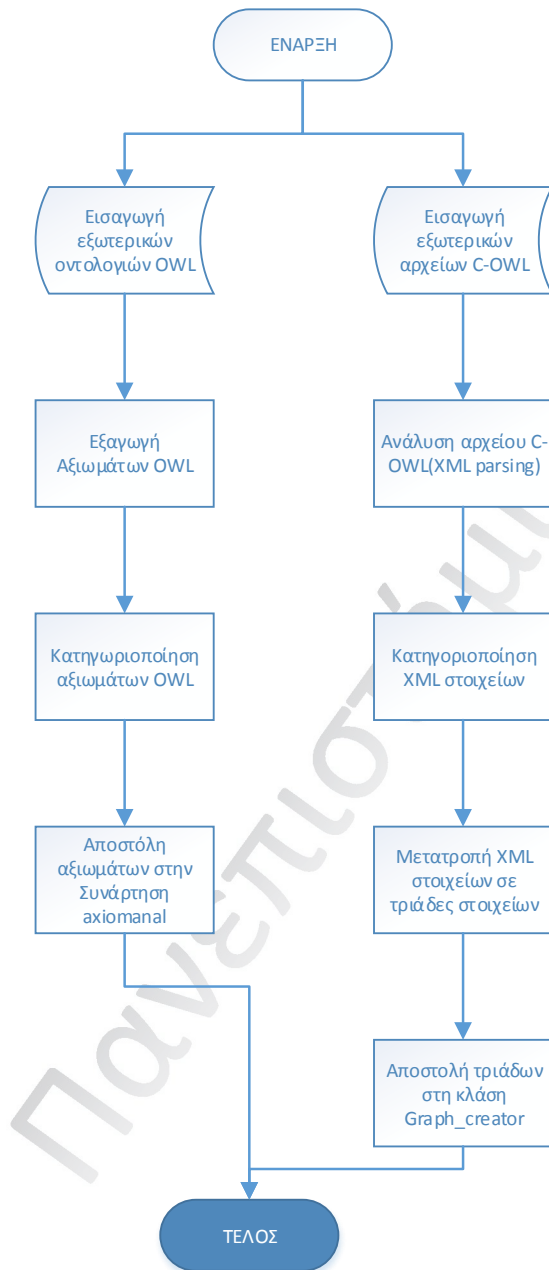 ΕΝΑΡΞΗ
Εισαγωγή
εξωτερικών
οντολογιών OWL
Εισαγωγή
εξωτερικών
αρχείων C-OWL
Εξαγωγή
Αξιωμάτων OWL
Ανάλυση αρχείου C-
OWL(XML parsing)
Κατηγωριοποίηση
αξιωμάτων OWL
Κατηγοριοποίηση
XML στοιχείων
Αποστόλη
αξιωμάτων στην
Συνάρτηση
axiomanal
Μετατροπή XML
στοιχείων σε
τριάδες στοιχείων
Αποστολή τριάδων
στη κλάση
Graph_creator
ΤΕΛΟΣ